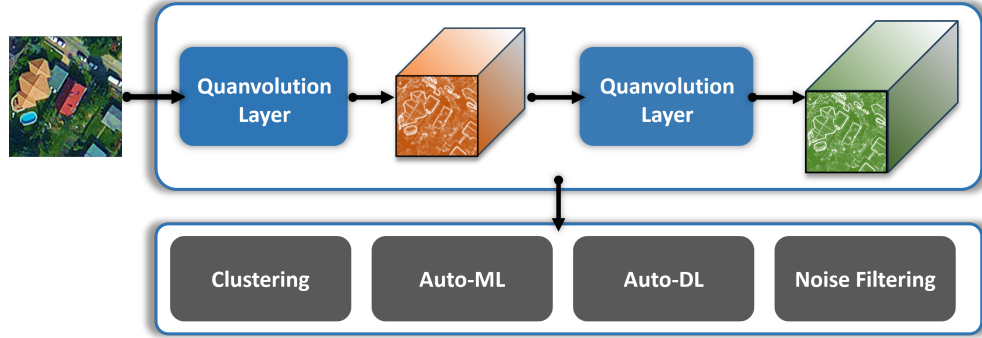 Quanvolution
Layer
Quanvolution
Layer
Clustering
Auto-ML
Auto-DL
Noise Filtering